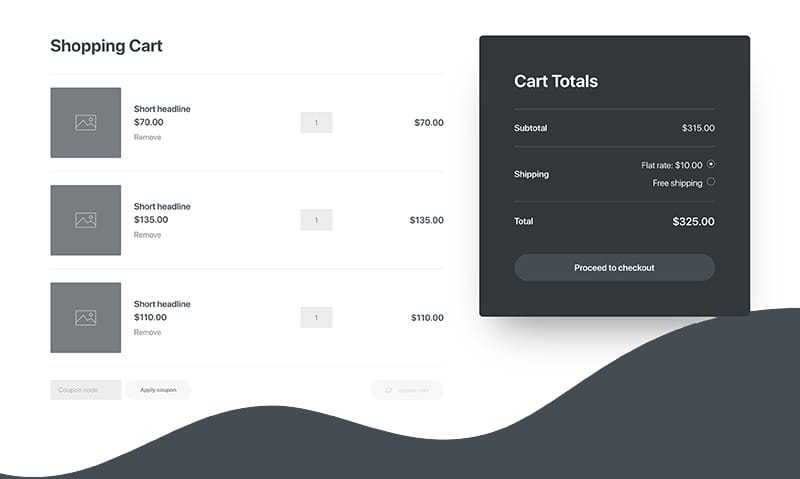 Shopping Cart
Short headline
$70.00
Remove
1
$70.00
Short headline
$135.00
Remove
1
$135.00
Short headline
$110.00
Remove
1
$110.00
Coupon code
Apply coupon
Update cart
Cart Totals
Subtotal
$315.00
Shipping
Flat rate: $10.00
Free shipping
Total
$325.00
Proceed to checkout